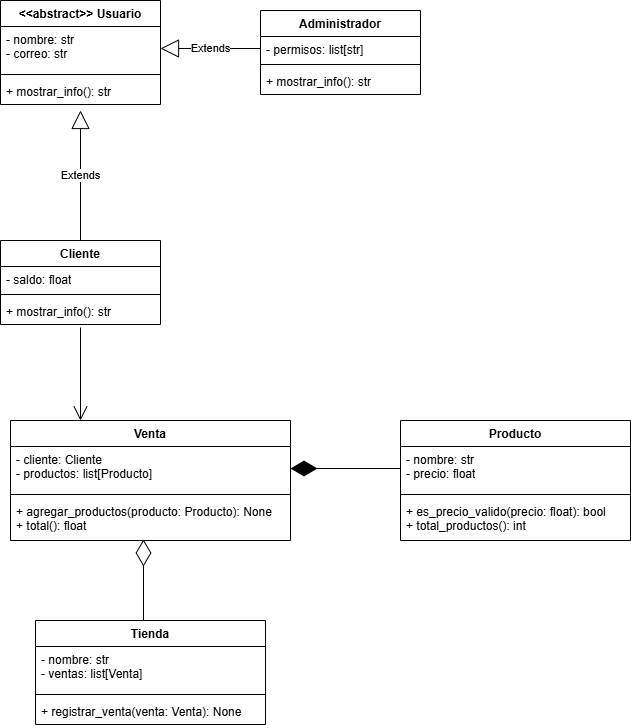 <<abstract>> Usuario
- nombre: str
- correo: str
+ mostrar_info(): str
Extends
Administrador
- permisos: list[str]
+ mostrar_info(): str
Extends
Cliente
- saldo: float
+ mostrar_info(): str
Venta
- cliente: Cliente
- productos: list[Producto]
+ agregar_productos(producto: Producto): None
+ total(): float
Producto
- nombre: str
- precio: float
+ es_precio_valido(precio: float): bool
+ total_productos(): int
Tienda
- nombre: str
- ventas: list[Venta]
+ registrar_venta(venta: Venta): None